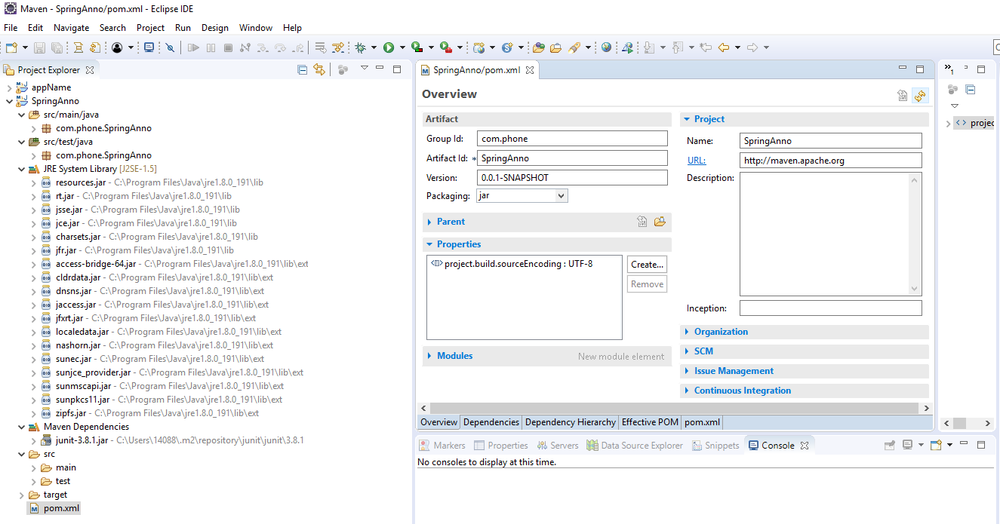 Maven - SpringAnno/pom.xml - Eclipse IDE
File Edit Navigate Search Project Run Design Window Help
Project Explorer
appName
SpringAnno
src/main/java
com.phone.SpringAnno
src/test/java
com.phone.SpringAnno
JRE System Library [J2SE-1.5]
resources.jar - C:\Program Files\Java\jre1.8.0_191\lib
rt.jar - C:\Program Files\Java\jre1.8.0_191\lib
jsse.jar - C:\Program Files\Java\jre1.8.0_191\lib
jce.jar - C:\Program Files\Java\jre1.8.0_191\lib
charsets.jar - C:\Program Files\Java\jre1.8.0_191\lib
jfr.jar - C:\Program Files\Java\jre1.8.0_191\lib
access-bridge-64.jar - C:\Program Files\Java\jre1.8.0_191\lib\ext
cldrdata.jar - C:\Program Files\Java\jre1.8.0_191\lib\ext
dnsns.jar - C:\Program Files\Java\jre1.8.0_191\lib\ext
jaccess.jar - C:\Program Files\Java\jre1.8.0_191\lib\ext
jfxrt.jar - C:\Program Files\Java\jre1.8.0_191\lib\ext
localedata.jar - C:\Program Files\Java\jre1.8.0_191\lib\ext
nashorn.jar - C:\Program Files\Java\jre1.8.0_191\lib\ext
sunec.jar - C:\Program Files\Java\jre1.8.0_191\lib\ext
sunjce_provider.jar - C:\Program Files\Java\jre1.8.0_191\lib\ext
sunmscapi.jar - C:\Program Files\Java\jre1.8.0_191\lib\ext
sunpkcs11.jar - C:\Program Files\Java\jre1.8.0_191\lib\ext
zipfs.jar - C:\Program Files\Java\jre1.8.0_191\lib\ext
Maven Dependencies
junit-3.8.1.jar - C:\Users\14088\.m2\repository\junit\junit\3.8.1
src
main
test
target
pom.xml
SpringAnno/pom.xml
Overview
Artifact
Group Id: com.phone
Artifact Id: * SpringAnno
Version: 0.0.1-SNAPSHOT
Packaging: jar
Parent
Properties
project.build.sourceEncoding : UTF-8
Create...
Remove
Modules New module element
Project
Name: SpringAnno
URL: http://maven.apache.org
Description:
Inception:
Organization
SCM
Issue Management
Continuous Integration
Overview Dependencies Dependency Hierarchy Effective POM pom.xml
»1
projec
Markers Properties Servers Data Source Explorer Snippets Console
No consoles to display at this time.